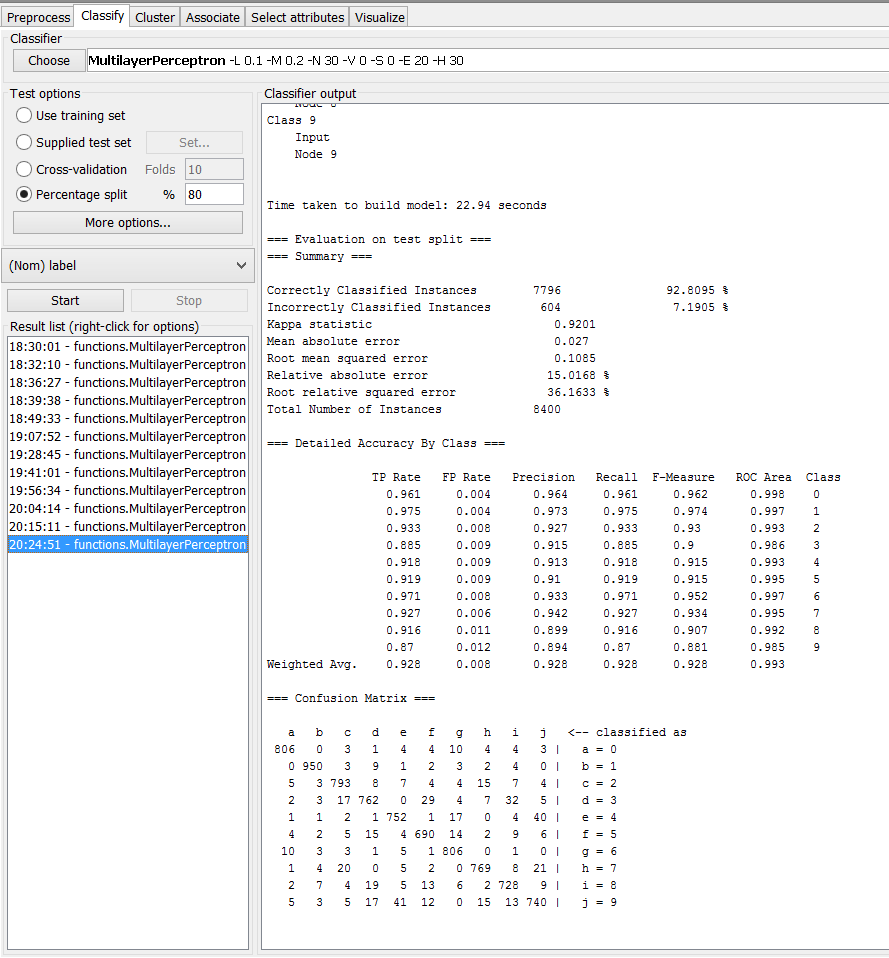 Preprocess Classify Cluster Associate Select attributes Visualize
Classifier
Choose MultilayerPerceptron -L 0.1 -M 0.2 -N 30 -V 0 -S 0 -E 20 -H 30
Test options
Use training set
Supplied test set Set...
Cross-validation Folds 10
Percentage split % 80
More options...
(Nom) label
Start Stop
Result list (right-click for options)
18:30:01 - functions.MultilayerPerceptron
18:32:10 - functions.MultilayerPerceptron
18:36:27 - functions.MultilayerPerceptron
18:39:38 - functions.MultilayerPerceptron
18:49:33 - functions.MultilayerPerceptron
19:07:52 - functions.MultilayerPerceptron
19:28:45 - functions.MultilayerPerceptron
19:41:01 - functions.MultilayerPerceptron
19:56:34 - functions.MultilayerPerceptron
20:04:14 - functions.MultilayerPerceptron
20:15:11 - functions.MultilayerPerceptron
20:24:51 - functions.MultilayerPerceptron
Classifier output
Class 9
Input
Node 9
Time taken to build model: 22.94 seconds
=== Evaluation on test split ===
=== Summary ===
Correctly Classified Instances 7796 92.8095 %
Incorrectly Classified Instances 604 7.1905 %
Kappa statistic 0.9201
Mean absolute error 0.027
Root mean squared error 0.1085
Relative absolute error 15.0168 %
Root relative squared error 36.1633 %
Total Number of Instances 8400
=== Detailed Accuracy By Class ===
TP Rate FP Rate Precision Recall F-Measure ROC Area Class
0.961 0.004 0.964 0.961 0.962 0.998 0
0.975 0.004 0.973 0.975 0.974 0.997 1
0.933 0.008 0.927 0.933 0.93 0.993 2
0.885 0.009 0.915 0.885 0.9 0.986 3
0.918 0.009 0.913 0.918 0.915 0.993 4
0.919 0.009 0.91 0.919 0.915 0.995 5
0.971 0.008 0.933 0.971 0.952 0.997 6
0.927 0.006 0.942 0.927 0.934 0.995 7
0.916 0.011 0.899 0.916 0.907 0.992 8
0.87 0.012 0.894 0.87 0.881 0.985 9
Weighted Avg. 0.928 0.008 0.928 0.928 0.928 0.993
=== Confusion Matrix ===
a b c d e f g h i j <-- classified as
806 0 3 1 4 4 10 4 4 3 | a = 0
0 950 3 9 1 2 3 2 4 0 | b = 1
5 3 793 8 7 4 4 15 7 4 | c = 2
2 3 17 762 0 29 4 7 32 5 | d = 3
1 1 2 1 752 1 17 0 4 40 | e = 4
4 2 5 15 4 690 14 2 9 6 | f = 5
10 3 3 1 5 1 806 0 1 0 | g = 6
1 4 20 0 5 2 0 769 8 21 | h = 7
2 7 4 19 5 13 6 2 728 9 | i = 8
5 3 5 17 41 12 0 15 13 740 | j = 9